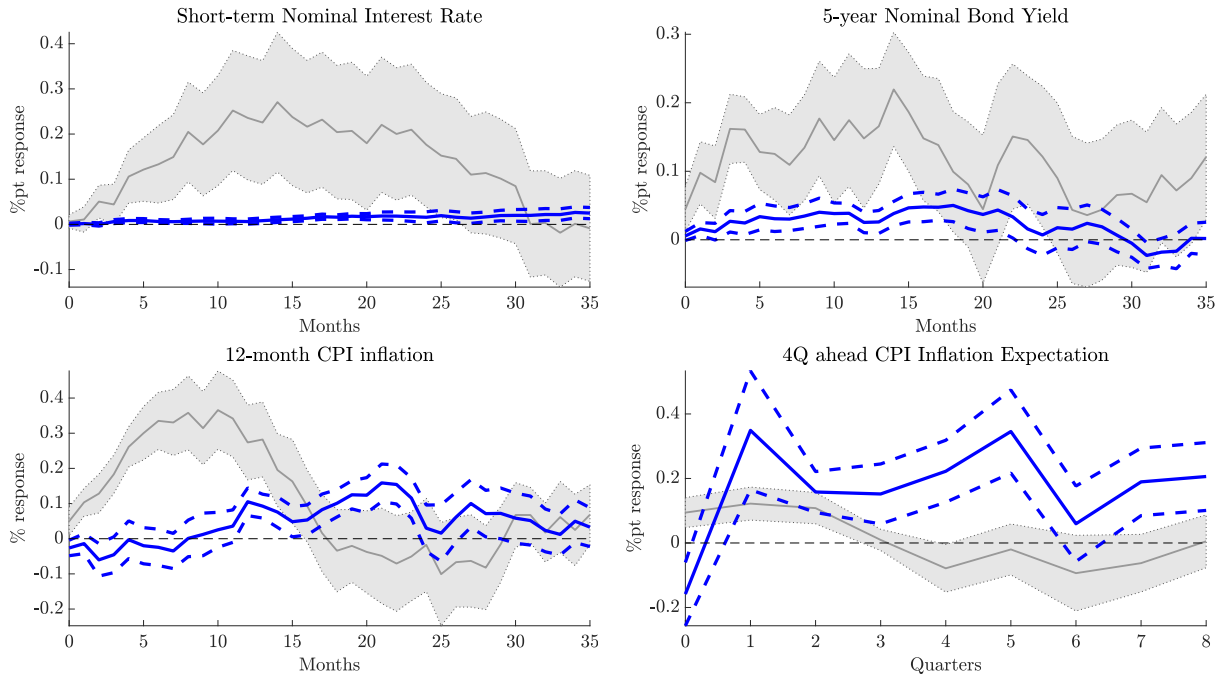 Short-term Nominal Interest Rate
%pt response
0.4
0.3
0.2
0.1
0
-0.1
0 5 10 15 20 25 30 35
Months
5-year Nominal Bond Yield
%pt response
0.3
0.2
0.1
0
0 5 10 15 20 25 30 35
Months
12-month CPI inflation
% response
0.4
0.3
0.2
0.1
0
-0.1
-0.2
0 5 10 15 20 25 30 35
Months
4Q ahead CPI Inflation Expectation
%pt response
0.4
0.2
0
-0.2
0 1 2 3 4 5 6 7 8
Quarters